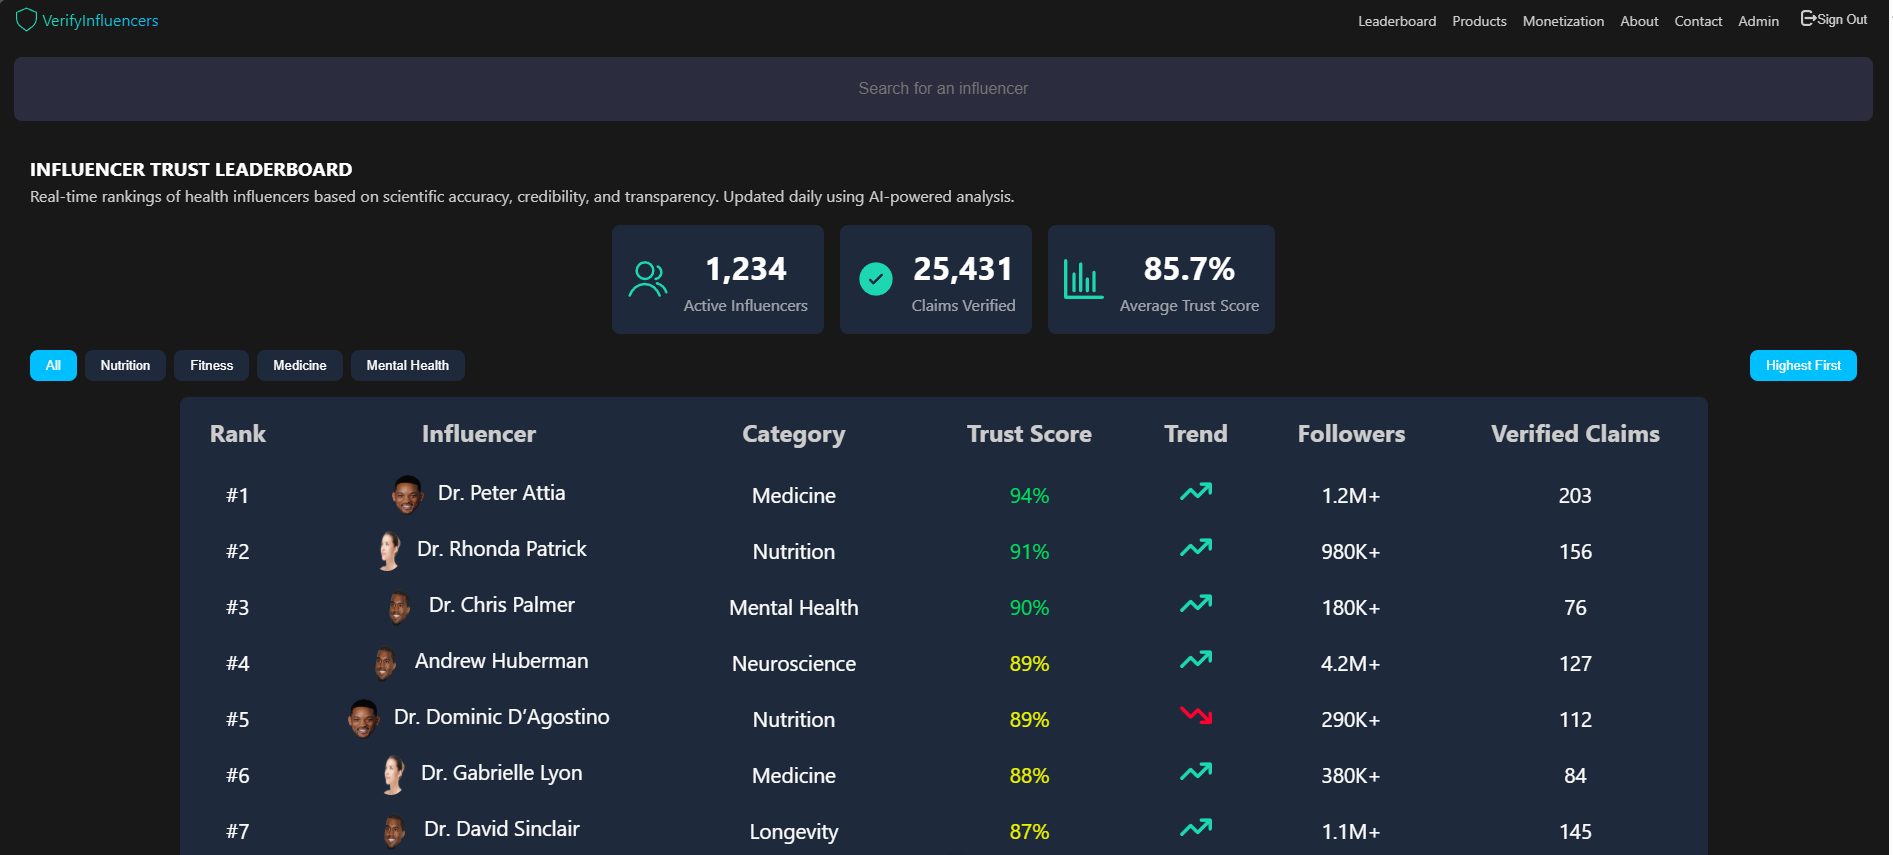 VerifyInfluencers
Leaderboard Products Monetization About Contact Admin Sign Out
Search for an influencer
INFLUENCER TRUST LEADERBOARD
Real-time rankings of health influencers based on scientific accuracy, credibility, and transparency. Updated daily using AI-powered analysis.
1,234
Active Influencers
25,431
Claims Verified
85.7%
Average Trust Score
All Nutrition Fitness Medicine Mental Health Highest First
Rank Influencer Category Trust Score Trend Followers Verified Claims
#1 Dr. Peter Attia Medicine 94% 1.2M+ 203
#2 Dr. Rhonda Patrick Nutrition 91% 980K+ 156
#3 Dr. Chris Palmer Mental Health 90% 180K+ 76
#4 Andrew Huberman Neuroscience 89% 4.2M+ 127
#5 Dr. Dominic D’Agostino Nutrition 89% 290K+ 112
#6 Dr. Gabrielle Lyon Medicine 88% 380K+ 84
#7 Dr. David Sinclair Longevity 87% 1.1M+ 145